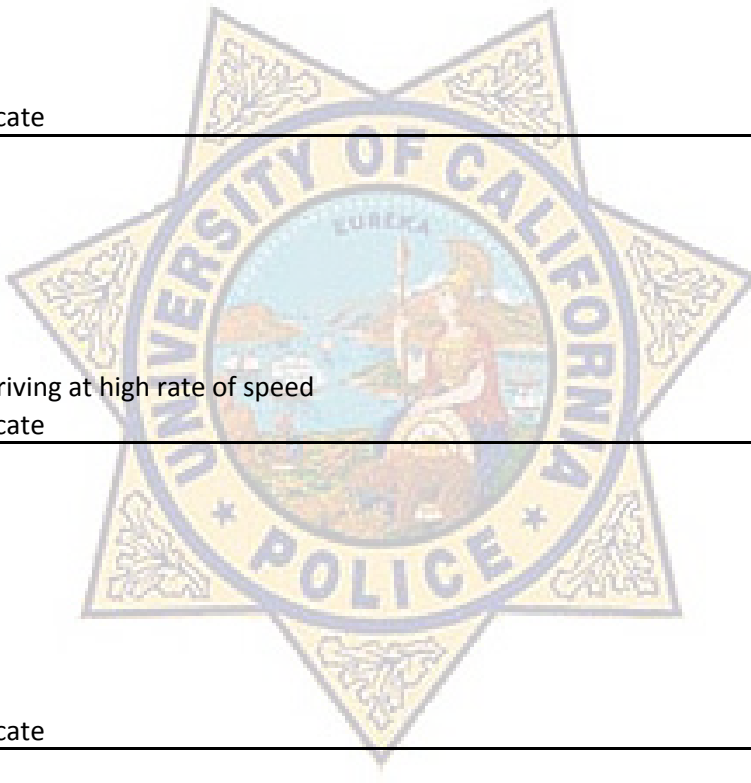 cate
UNIVERSITY OF CALIFORNIA
EUREKA
riving at high rate of speed
cate
* POLICE *
cate